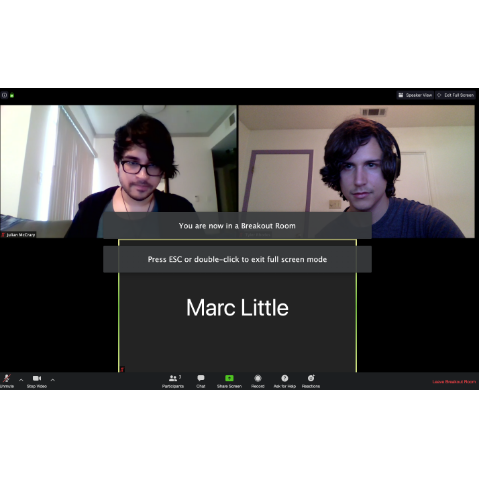 Speaker View
Exit Full Screen
Julian McCrary
You are now in a Breakout Room
Press ESC or double-click to exit full screen mode
Marc Little
Unmute
Stop Video
Participants
Chat
Share Screen
Record
Ask for Help
Reactions
Leave Breakout Room